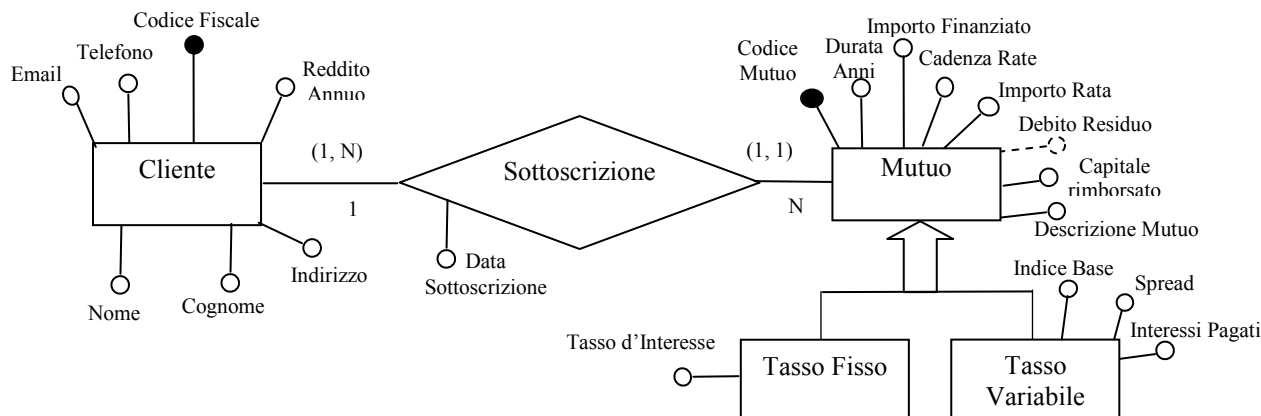 Codice Fiscale
Telefono
Email
Reddito
Annuo
Cliente
(1, N)
1
Nome
Cognome
Indirizzo
Sottoscrizione
Data
Sottoscrizione
(1, 1)
N
Importo Finanziato
Durata
Anni
Codice
Mutuo
Cadenza Rate
Importo Rata
Debito Residuo
Mutuo
Capitale
rimborsato
Descrizione Mutuo
Indice Base
Spread
Interessi Pagati
Tasso d’Interesse
Tasso Fisso
Tasso
Variabile